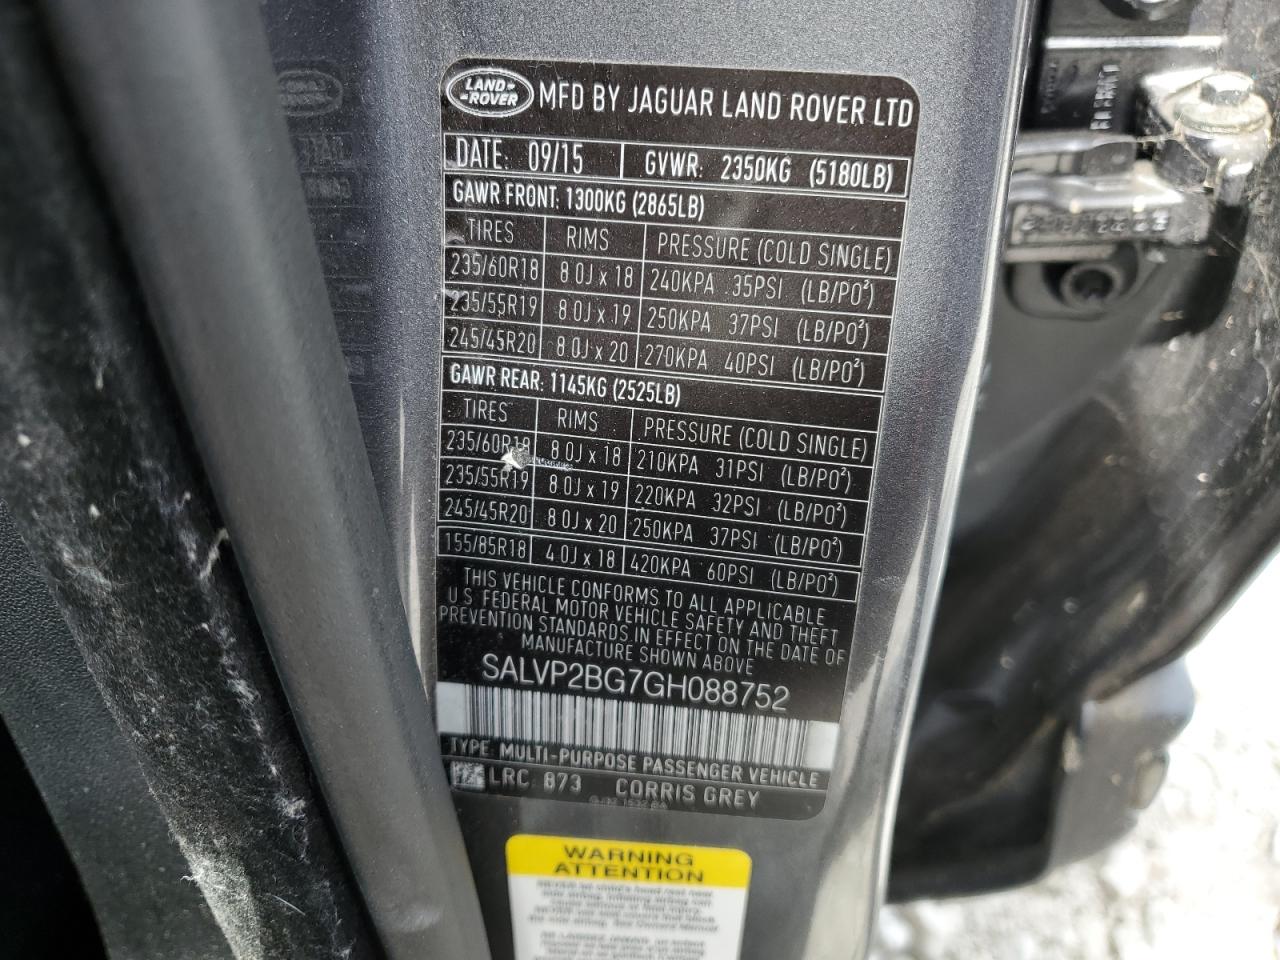 LAND ROVER MFD BY JAGUAR LAND ROVER LTD
DATE: 09/15 GVWR: 2350KG (5180LB)
GAWR FRONT: 1300KG (2865LB)
TIRES RIMS PRESSURE (COLD SINGLE)
235/60R18 8.0J x 18 240KPA 35PSI (LB/PO²)
235/55R19 8.0J x 19 250KPA 37PSI (LB/PO²)
245/45R20 8.0J x 20 270KPA 40PSI (LB/PO²)
GAWR REAR: 1145KG (2525LB)
TIRES RIMS PRESSURE (COLD SINGLE)
235/60R18 8.0J x 18 210KPA 31PSI (LB/PO²)
235/55R19 8.0J x 19 220KPA 32PSI (LB/PO²)
245/45R20 8.0J x 20 250KPA 37PSI (LB/PO²)
155/85R18 4.0J x 18 420KPA 60PSI (LB/PO²)
THIS VEHICLE CONFORMS TO ALL APPLICABLE
U.S FEDERAL MOTOR VEHICLE SAFETY AND THEFT
PREVENTION STANDARDS IN EFFECT ON THE DATE OF
MANUFACTURE SHOWN ABOVE
SALVP2BG7GH088752
TYPE: MULTI-PURPOSE PASSENGER VEHICLE
LRC: 873 CORRIS GREY
WARNING
ATTENTION